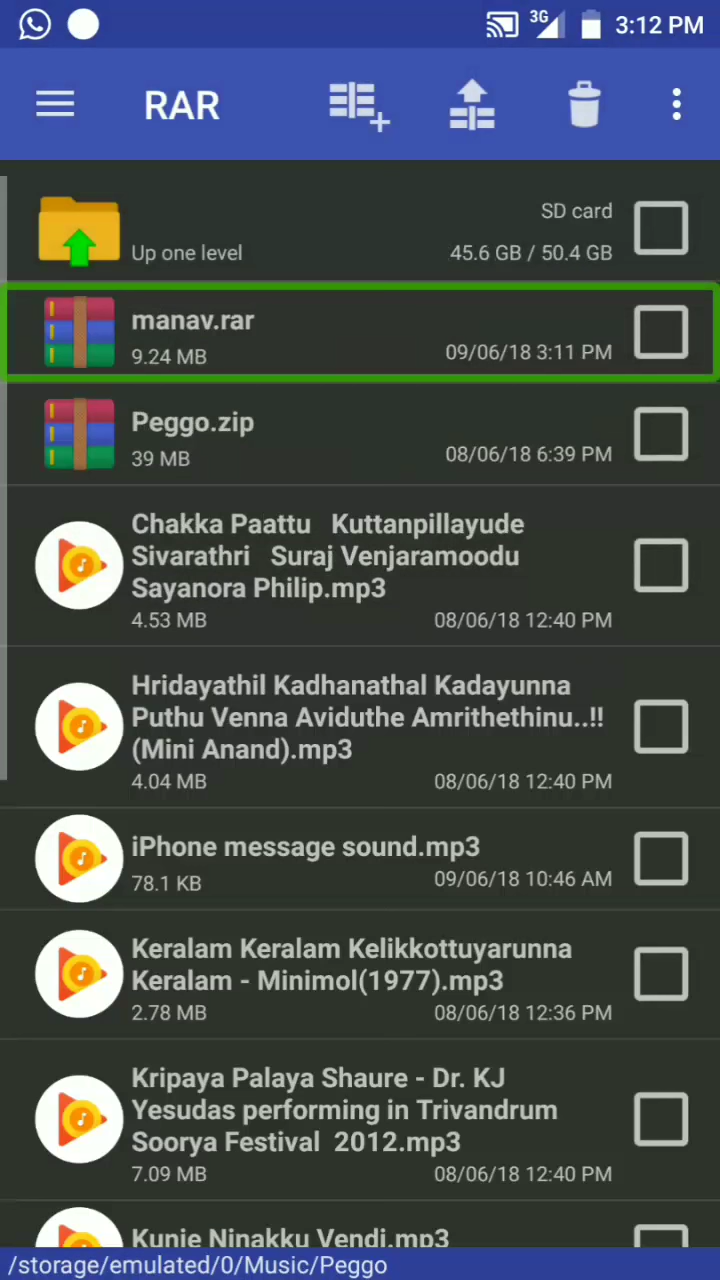 3G 3:12 PM
RAR
SD card
Up one level 45.6 GB / 50.4 GB
manav.rar
9.24 MB 09/06/18 3:11 PM
Peggo.zip
39 MB 08/06/18 6:39 PM
Chakka Paattu Kuttanpillayude
Sivarathri Suraj Venjaramoodu
Sayanora Philip.mp3
4.53 MB 08/06/18 12:40 PM
Hridayathil Kadhanathal Kadayunna
Puthu Venna Aviduthe Amrithethinu..!!
(Mini Anand).mp3
4.04 MB 08/06/18 12:40 PM
iPhone message sound.mp3
78.1 KB 09/06/18 10:46 AM
Keralam Keralam Kelikkottuyarunna
Keralam - Minimol(1977).mp3
2.78 MB 08/06/18 12:36 PM
Kripaya Palaya Shaure - Dr. KJ
Yesudas performing in Trivandrum
Soorya Festival 2012.mp3
7.09 MB 08/06/18 12:40 PM
Kunie Ninakku Vendi.mp3
/storage/emulated/0/Music/Peggo